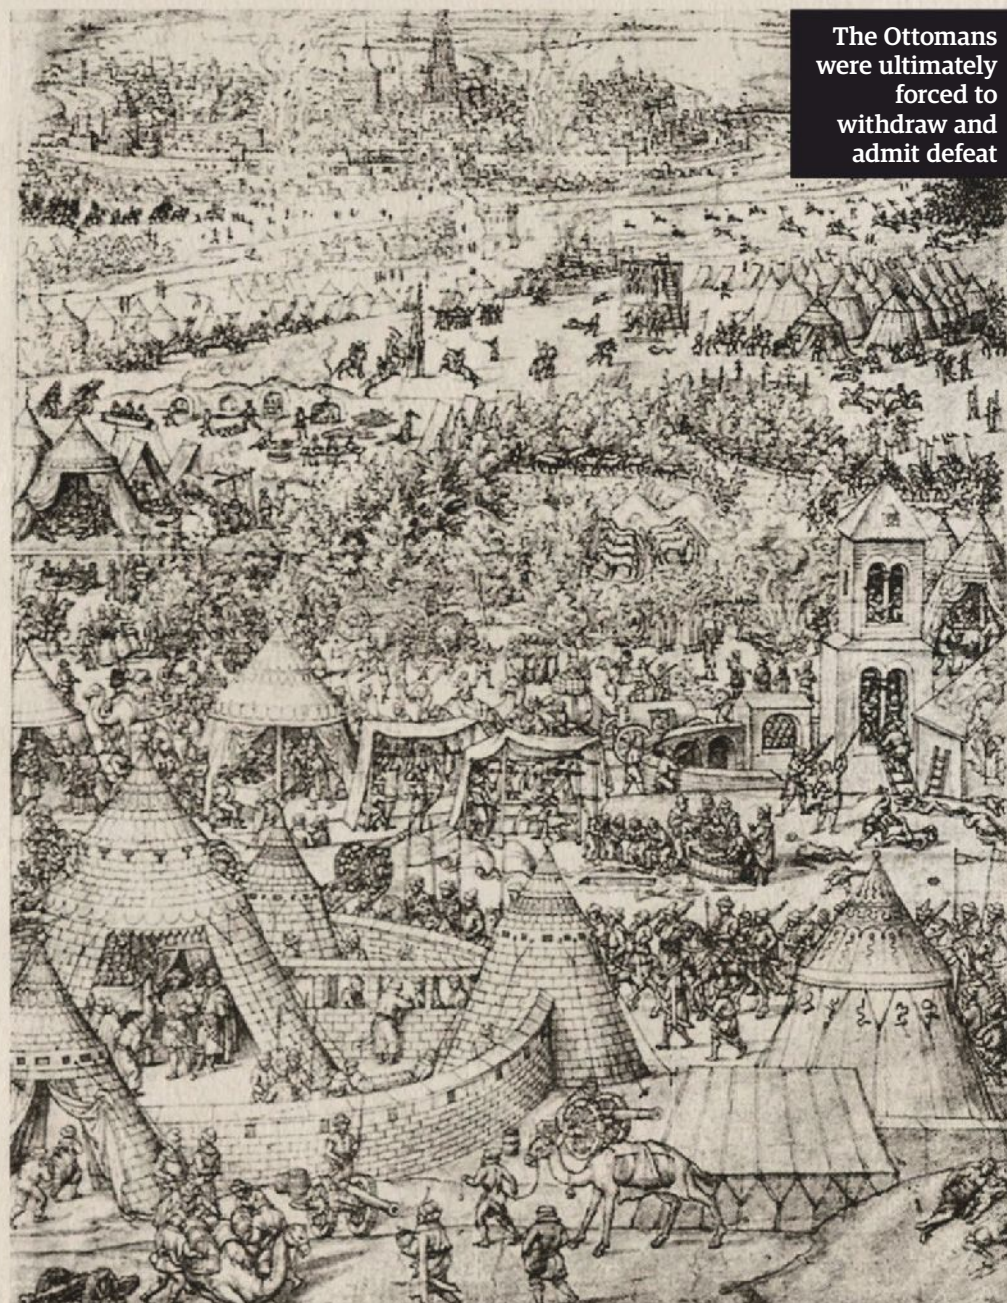 The Ottomans
were ultimately
forced to
withdraw and
admit defeat